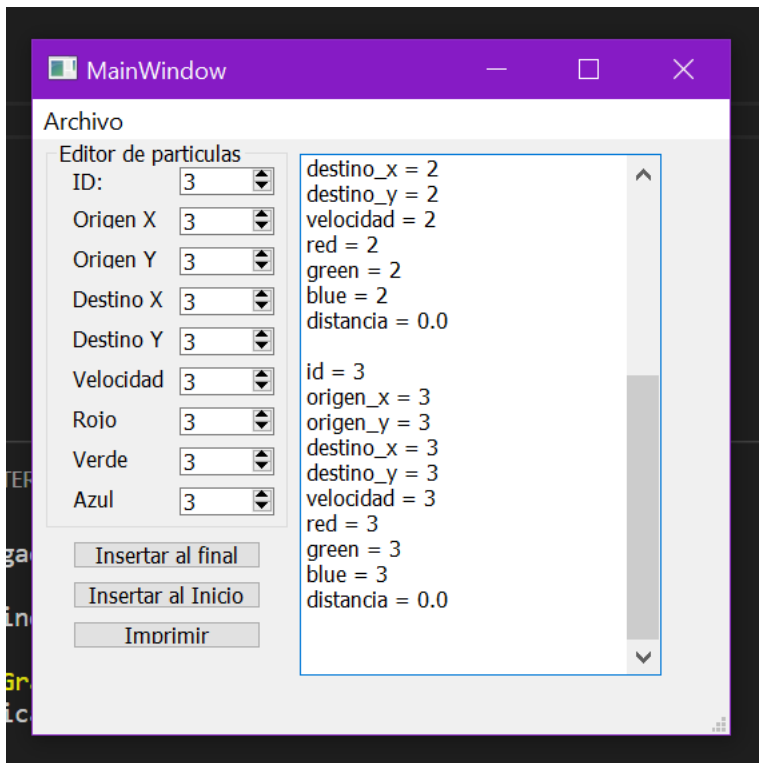 MainWindow
Archivo
Editor de particulas
ID: 3
Origen X 3
Origen Y 3
Destino X 3
Destino Y 3
Velocidad 3
Rojo 3
Verde 3
Azul 3
Insertar al final
Insertar al Inicio
Imprimir
destino_x = 2
destino_y = 2
velocidad = 2
red = 2
green = 2
blue = 2
distancia = 0.0
id = 3
origen_x = 3
origen_y = 3
destino_x = 3
destino_y = 3
velocidad = 3
red = 3
green = 3
blue = 3
distancia = 0.0